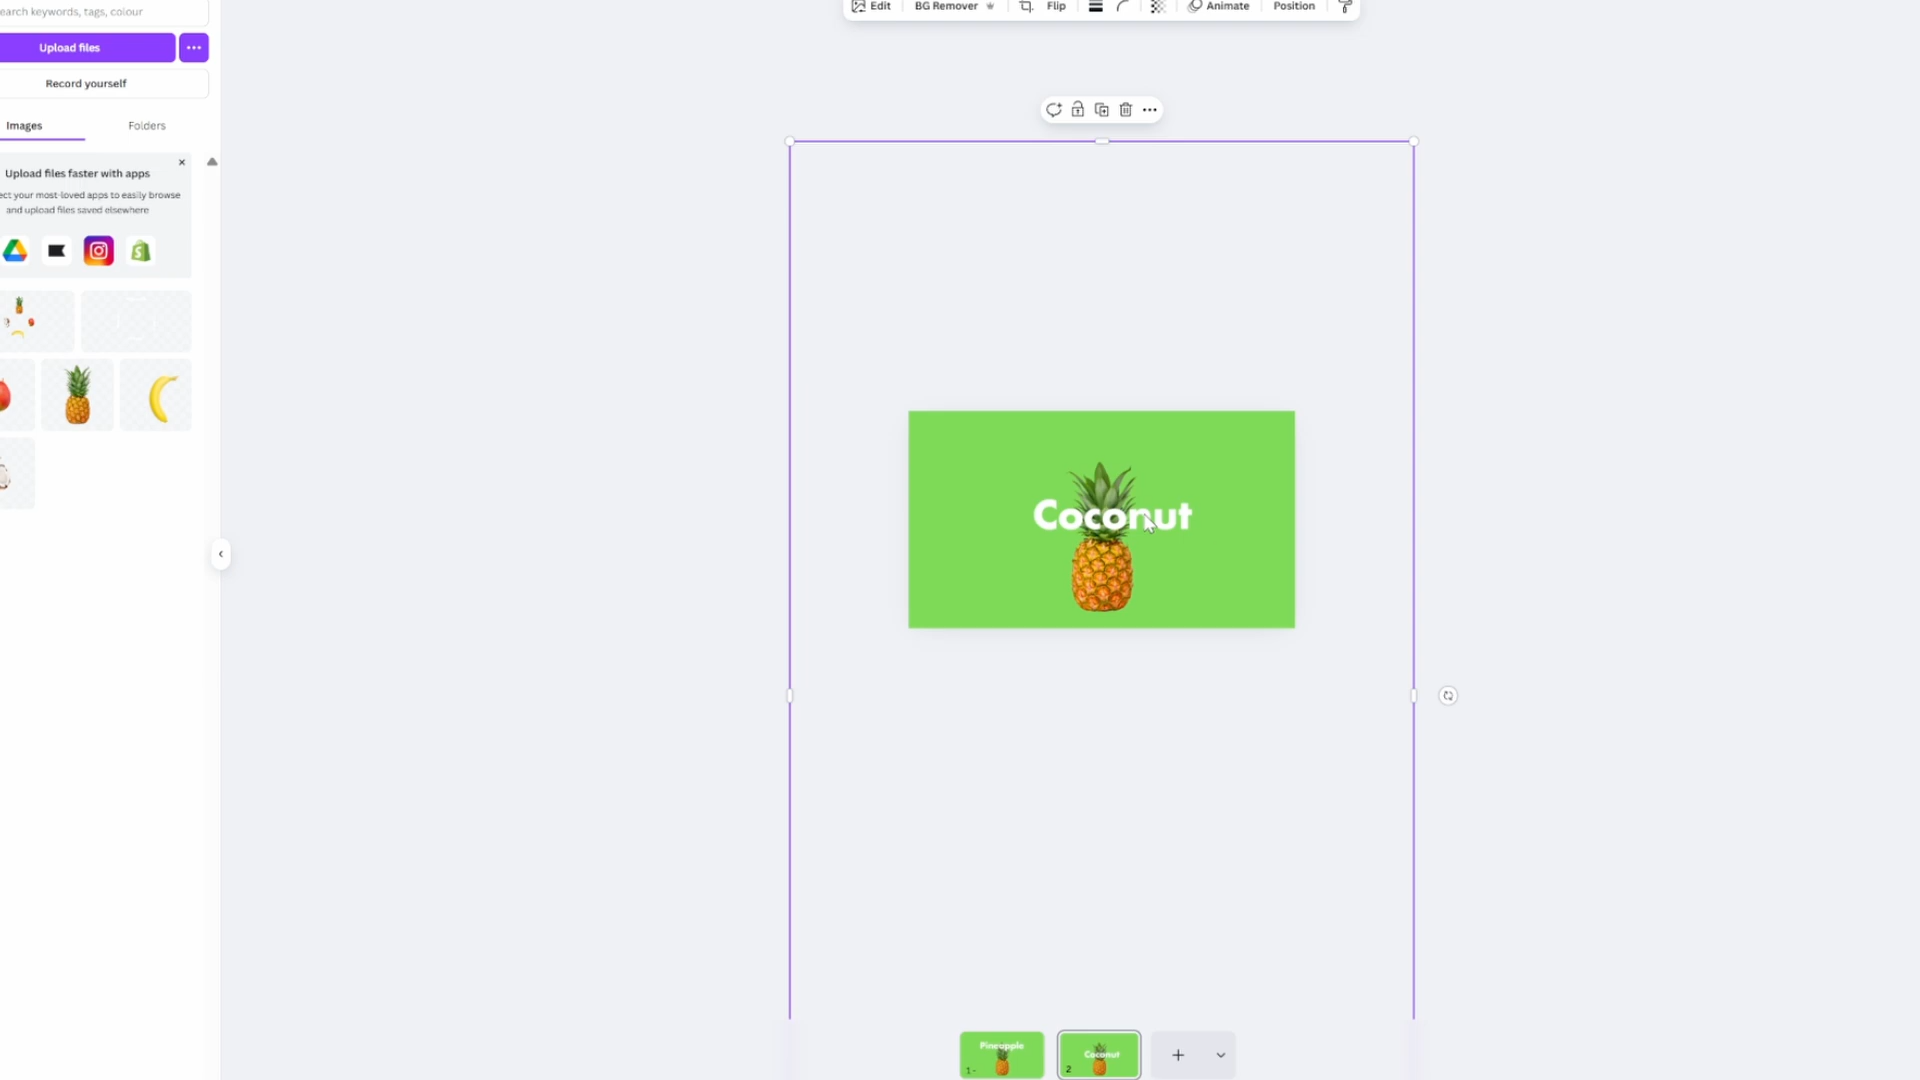 earch keywords, tags, colour
Edit
BG Remover
Flip
Animate
Position
Upload files
Record yourself
Images
Folders
Upload files faster with apps
ect your most-loved apps to easily browse
and upload files saved elsewhere
Coconut
Pineapple
1
Coconut
2